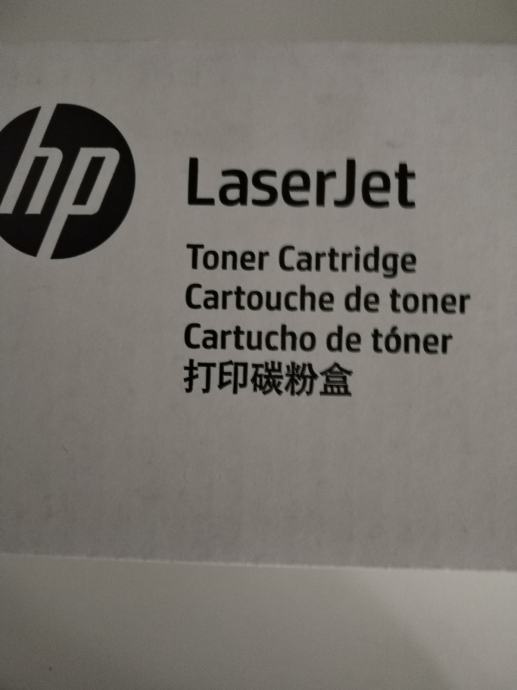 hp
LaserJet
Toner Cartridge
Cartouche de toner
Cartucho de tóner
打印碳粉盒